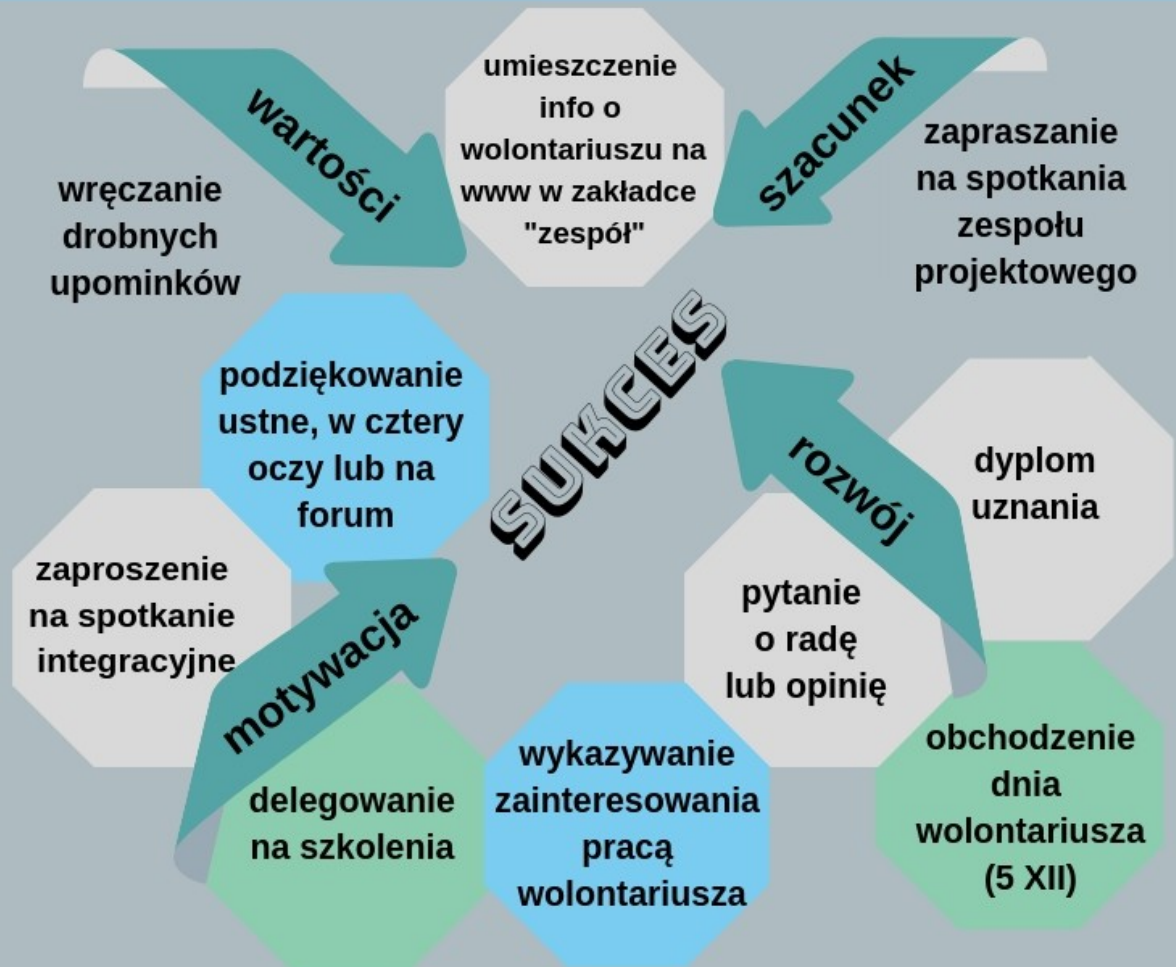 wartości
umieszczenie
info o
wolontariuszu na
www w zakładce
"zespół"
szacunek
wręczanie
drobnych
upominków
zapraszanie
na spotkania
zespołu
projektowego
podziękowanie
ustne, w cztery
oczy lub na
forum
SUKCES
rozwój
dyplom
uznania
zaproszenie
na spotkanie
integracyjne
motywacja
pytanie
o radę
lub opinię
delegowanie
na szkolenia
wykazywanie
zainteresowania
pracą
wolontariusza
obchodzenie
dnia
wolontariusza
(5 XII)